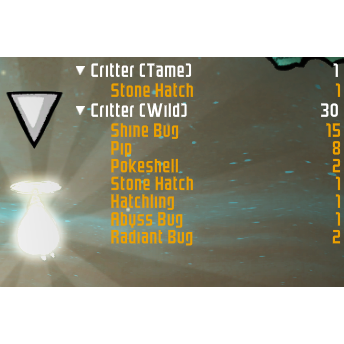 ▼ Critter (Tame) 1
Stone Hatch 1
▼ Critter (Wild) 30
Shine Bug 15
Pip 8
Pokeshell 2
Stone Hatch 1
Hatchling 1
Abyss Bug 1
Radiant Bug 2